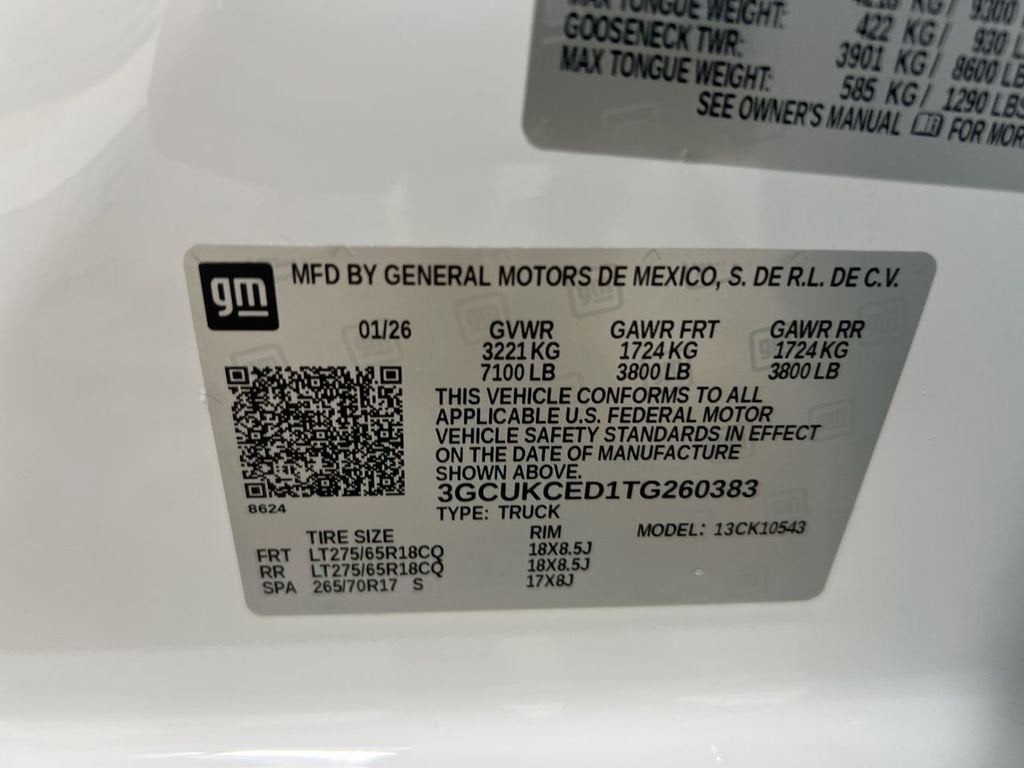 MAX TONGUE WEIGHT: 422 KG/ 930 L
GOOSENECK TWR: 3901 KG/ 8600 LB
MAX TONGUE WEIGHT: 585 KG/ 1290 LBS
SEE OWNER'S MANUAL FOR MOR
gm
MFD BY GENERAL MOTORS DE MEXICO, S. DE R.L. DE C.V.
01/26 GVWR GAWR FRT GAWR RR
3221 KG 1724 KG 1724 KG
7100 LB 3800 LB 3800 LB
THIS VEHICLE CONFORMS TO ALL
APPLICABLE U.S. FEDERAL MOTOR
VEHICLE SAFETY STANDARDS IN EFFECT
ON THE DATE OF MANUFACTURE
SHOWN ABOVE.
3GCUKCED1TG260383
8624
TYPE: TRUCK
TIRE SIZE RIM MODEL: 13CK10543
FRT LT275/65R18CQ 18X8.5J
RR LT275/65R18CQ 18X8.5J
SPA 265/70R17 S 17X8J